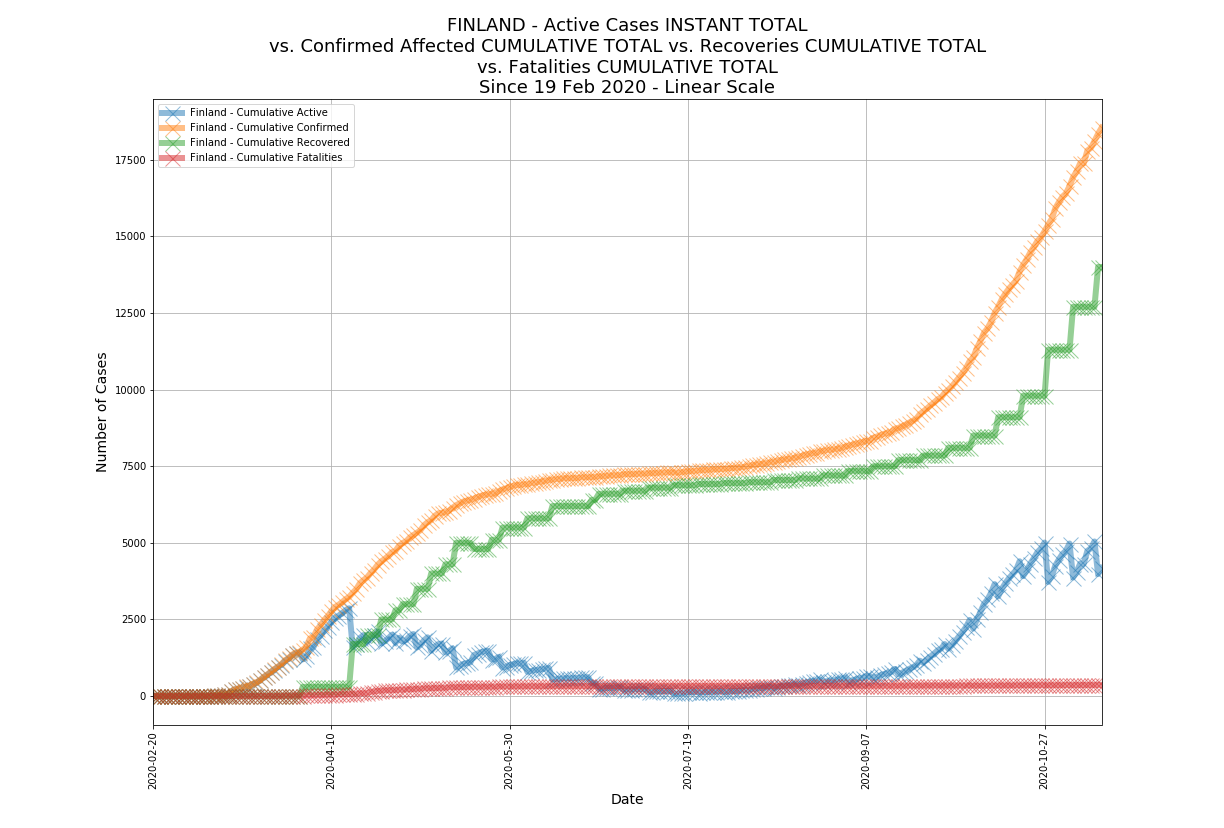 FINLAND - Active Cases INSTANT TOTAL
vs. Confirmed Affected CUMULATIVE TOTAL vs. Recoveries CUMULATIVE TOTAL
vs. Fatalities CUMULATIVE TOTAL
Since 19 Feb 2020 - Linear Scale
Finland - Cumulative Active
Finland - Cumulative Confirmed
Finland - Cumulative Recovered
Finland - Cumulative Fatalities
Number of Cases
17500
15000
12500
10000
7500
5000
2500
0
2020-02-20
2020-04-10
2020-05-30
2020-07-19
2020-09-07
2020-10-27
Date